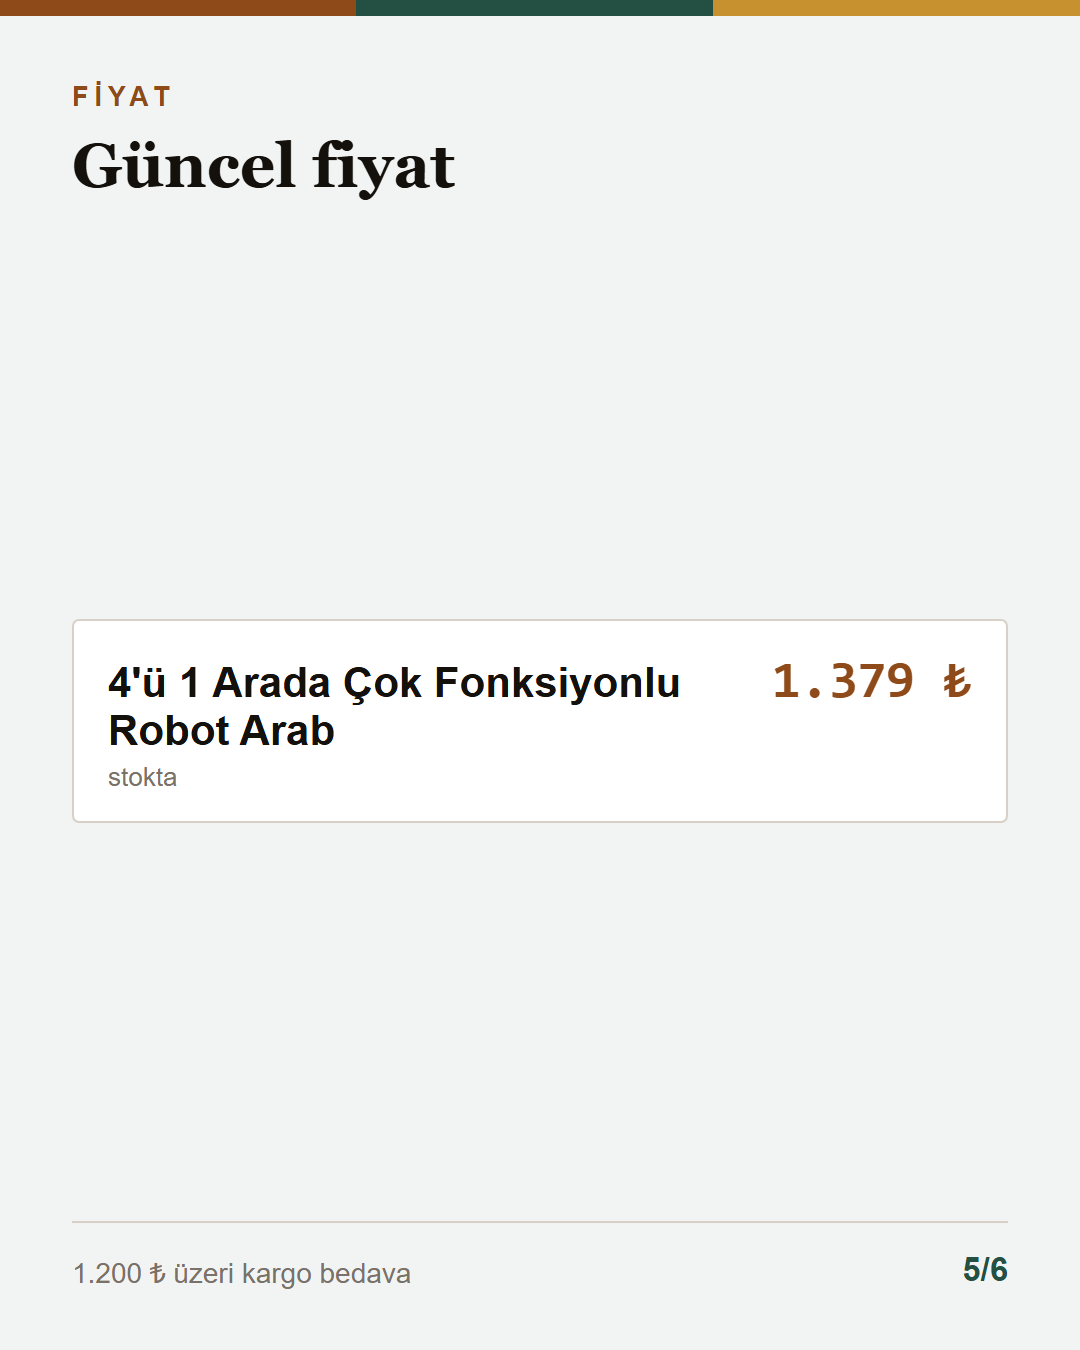 FİYAT
Güncel fiyat
4'ü 1 Arada Çok Fonksiyonlu
Robot Arab
1.379 ₺
stokta
1.200 ₺ üzeri kargo bedava
5/6